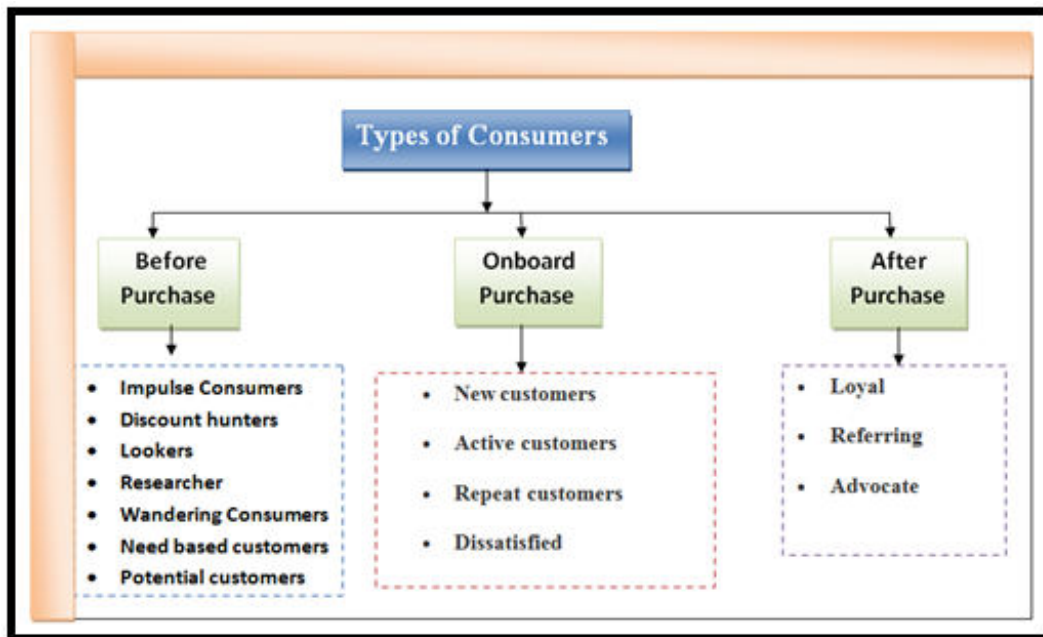 Types of Consumers
Before
Purchase
Onboard
Purchase
After
Purchase
• Impulse Consumers
• Discount hunters
• Lookers
• Researcher
• Wandering Consumers
• Need based customers
• Potential customers
• New customers
• Active customers
• Repeat customers
• Dissatisfied
• Loyal
• Referring
• Advocate